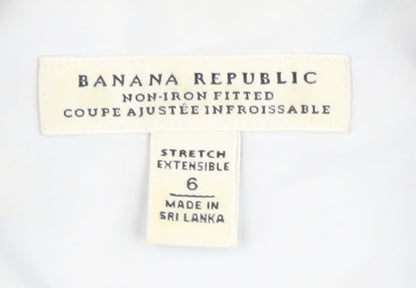 BANANA REPUBLIC
NON-IRON FITTED
COUPE AJUSTÉE INFROISSABLE
STRETCH
EXTENSIBLE
6
MADE IN
SRI LANKA